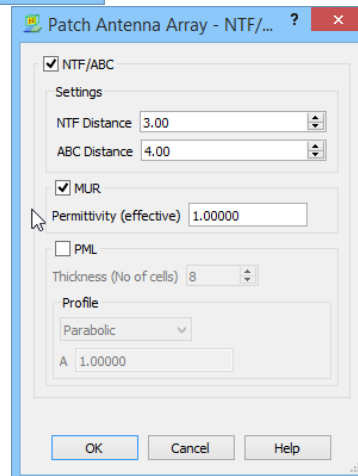 Patch Antenna Array - NTF/... ? ×
NTF/ABC
Settings
NTF Distance 3.00
ABC Distance 4.00
MUR
Permittivity (effective) 1.00000
PML
Thickness (No of cells) 8
Profile
Parabolic
A 1.00000
OK Cancel Help